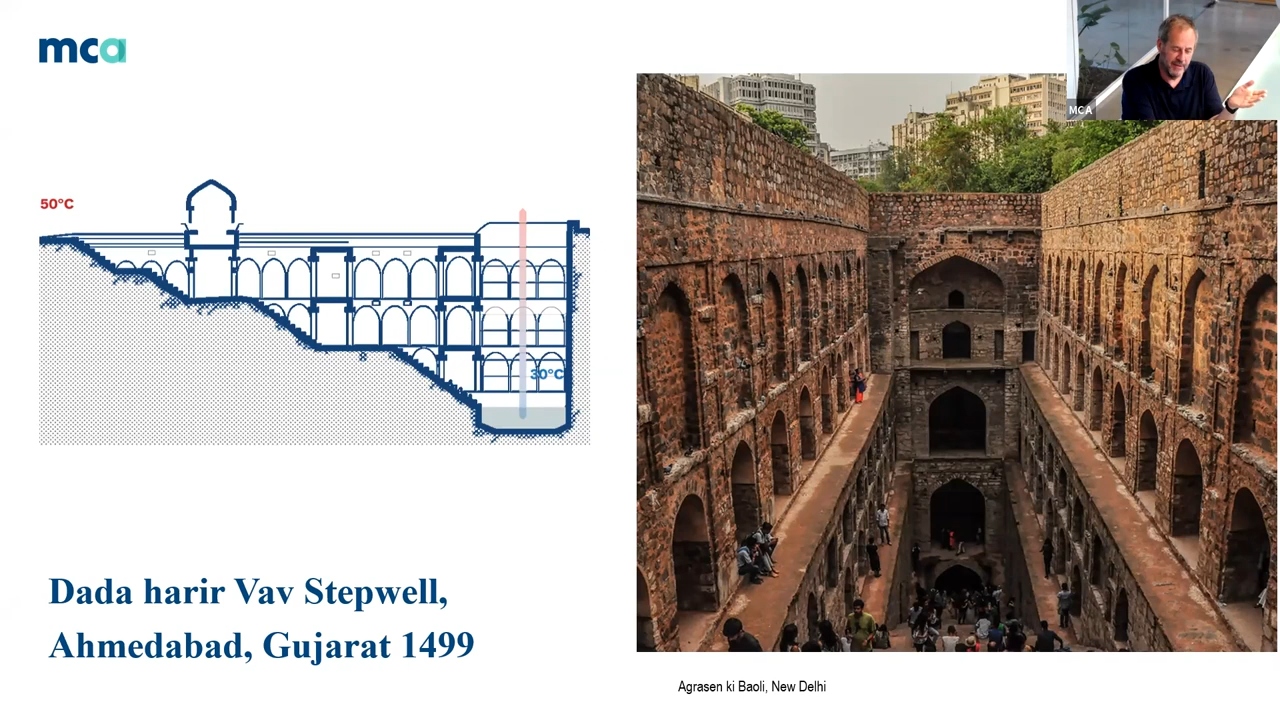 mca
MCA
50°C
30°C
Dada harir Vav Stepwell,
Ahmedabad, Gujarat 1499
Agrasen ki Baoli, New Delhi